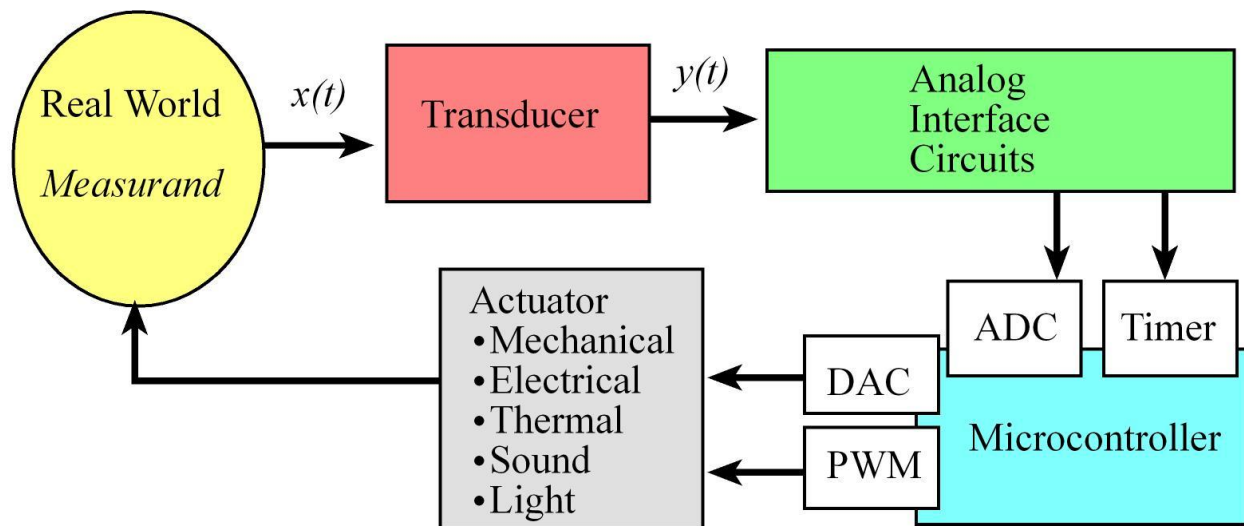 Real World
Measurand
x(t)
Transducer
y(t)
Analog
Interface
Circuits
ADC
Timer
Microcontroller
DAC
PWM
Actuator
•Mechanical
•Electrical
•Thermal
•Sound
•Light